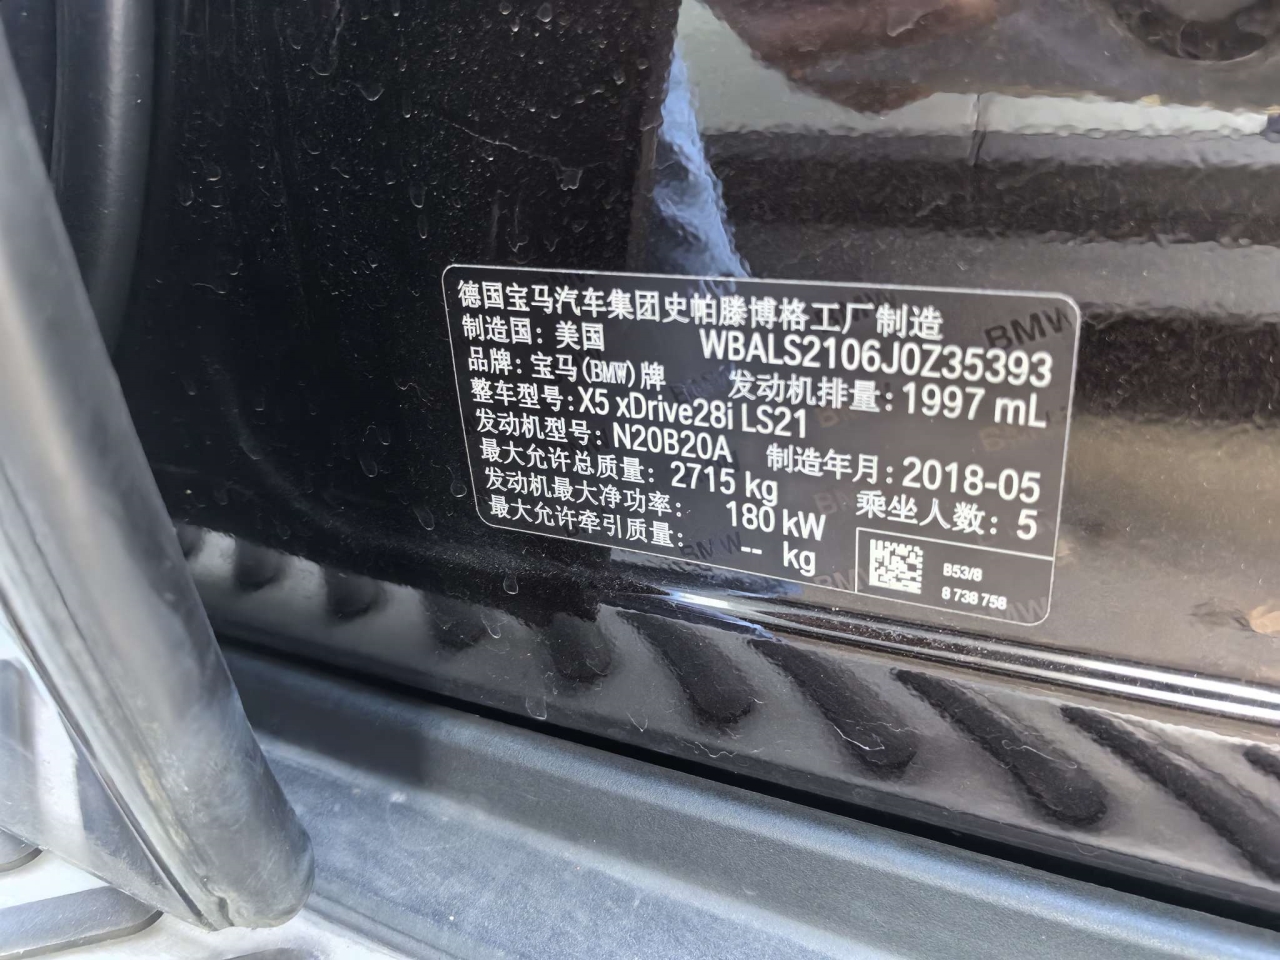 德国宝马汽车集团史帕滕博格工厂制造
制造国: 美国 WBALS2106J0Z35393
品牌: 宝马(BMW)牌 发动机排量: 1997 mL
整车型号: X5 xDrive28i LS21
发动机型号: N20B20A 制造年月: 2018-05
最大允许总质量: 2715 kg 乘坐人数: 5
发动机最大净功率: 180 kW
最大允许牵引质量: -- kg
B53/8
8 738 758